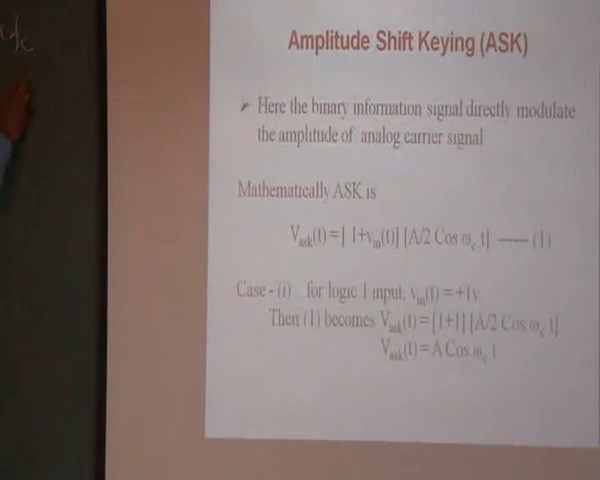 fc
Amplitude Shift Keying (ASK)
➤ Here the binary information signal directly modulate
the amplitude of analog carrier signal
Mathematically ASK is
Vask(t)=[ 1+vm(t)] [A/2 Cos ωc t] —— (1)
Case - (i) for logic 1 input, vm(t) = +1v
Then (1) becomes Vask(t)=[1+1] [A/2 Cos ωc t]
Vask(t)= A Cos ωc t